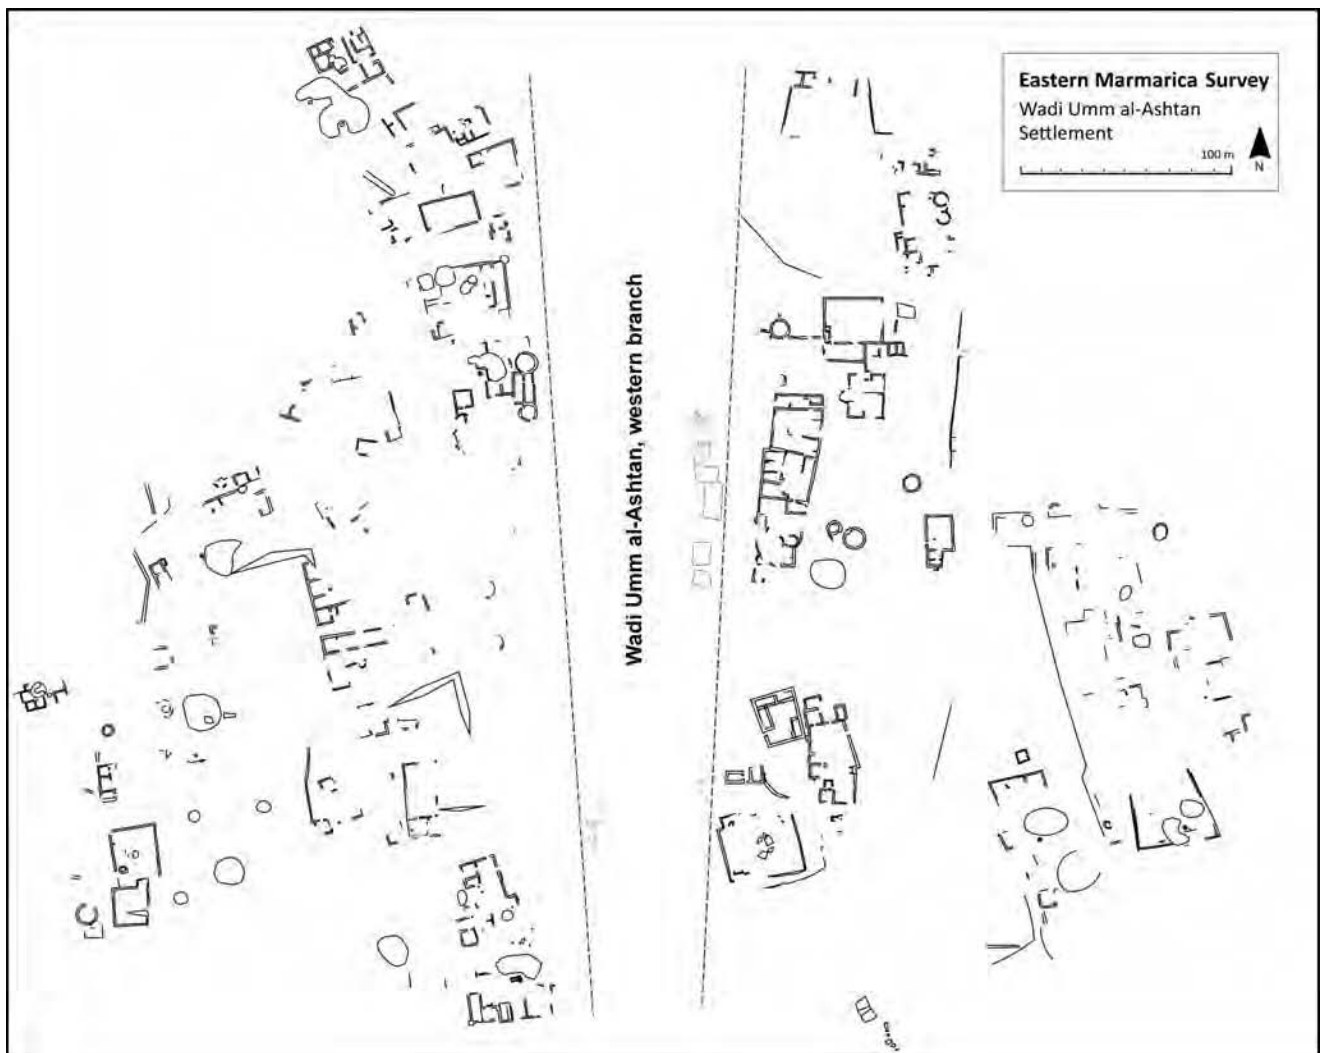 Eastern Marmarica Survey
Wadi Umm al-Ashtan
Settlement
100 m
N
Wadi Umm al-Ashtan, western branch